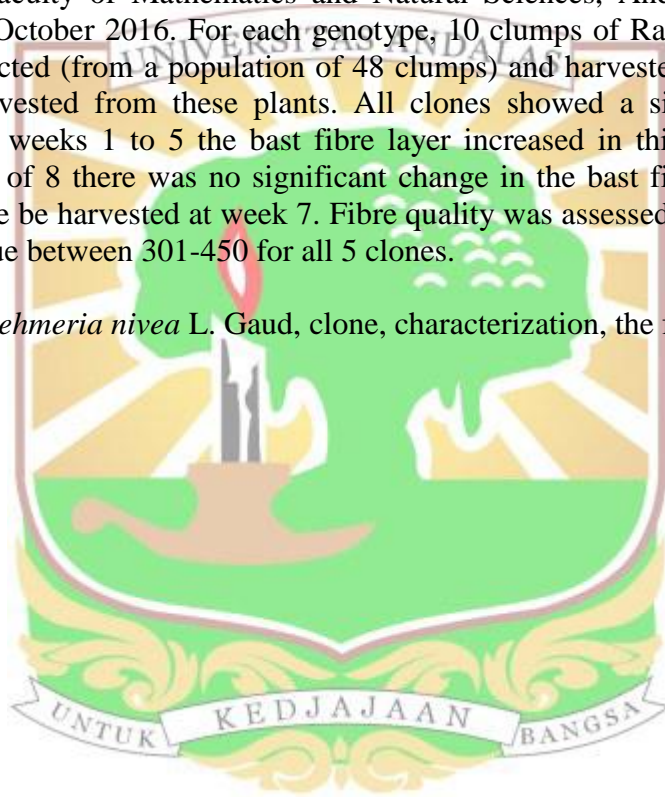 Faculty of Mathematics and Natural Sciences, And
October 2016. For each genotype, 10 clumps of Ra
cted (from a population of 48 clumps) and harveste
vested from these plants. All clones showed a si
weeks 1 to 5 the bast fibre layer increased in thi
of 8 there was no significant change in the bast fi
e be harvested at week 7. Fibre quality was assessed
ue between 301-450 for all 5 clones.
ehmeria nivea L. Gaud, clone, characterization, the
UNIVERSITAS ANDALAS
UNTUK KEDJAJAAN BANGSA